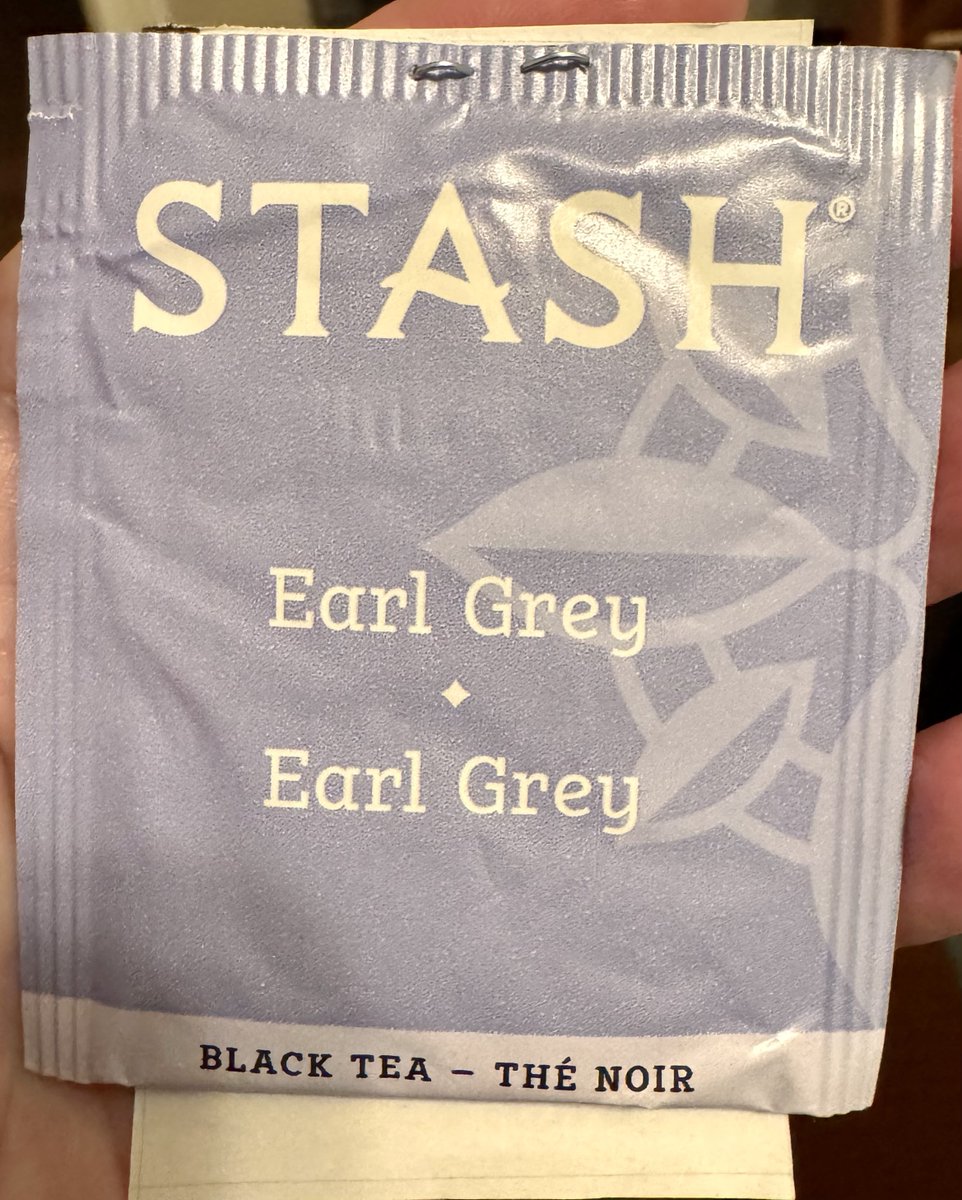 STASH®
Earl Grey
Earl Grey
BLACK TEA – THÉ NOIR